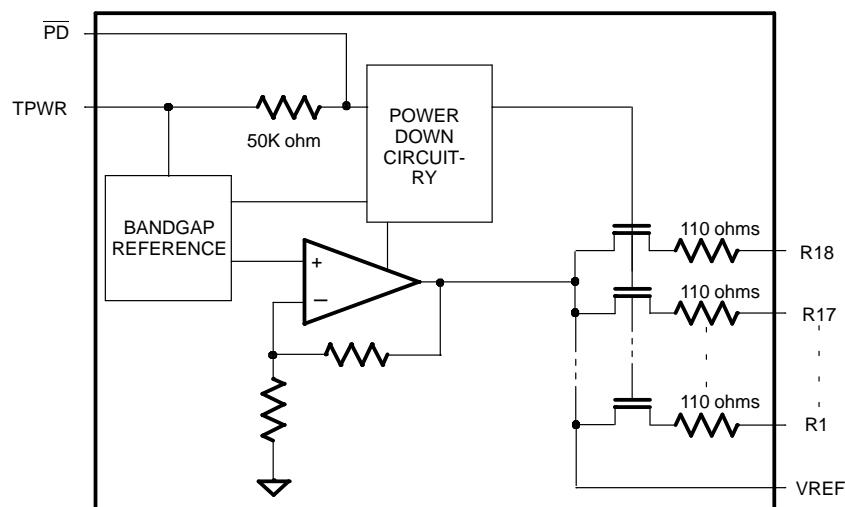 PD
TPWR
50K ohm
POWER
DOWN
CIRCUIT-
RY
BANDGAP
REFERENCE
+
−
110 ohms
R18
110 ohms
R17
110 ohms
R1
VREF